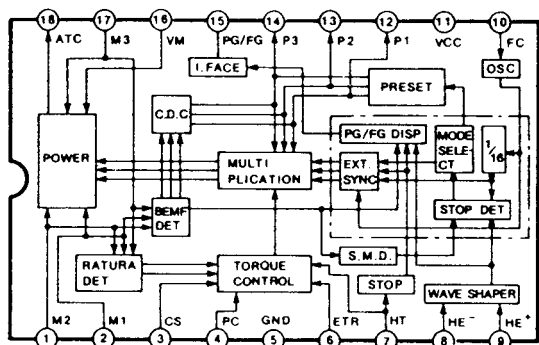 18 17 16 15 14 13 12 11 10
ATC M3 VM PG/FG P3 P2 P1 VCC FC
I.FACE
OSC
PRESET
C.D.C
PG/FG DISP
MODE
SELE-
CT
1/16
POWER
MULTI
PLICATION
EXT.
SYNC
BEMF
DET
STOP DET
S.M.D.
RATURA
DET
TORQUE
CONTROL
STOP
WAVE SHAPER
M2 M1 CS PC GND ETR HT HE⁻ HE⁺
1 2 3 4 5 6 7 8 9